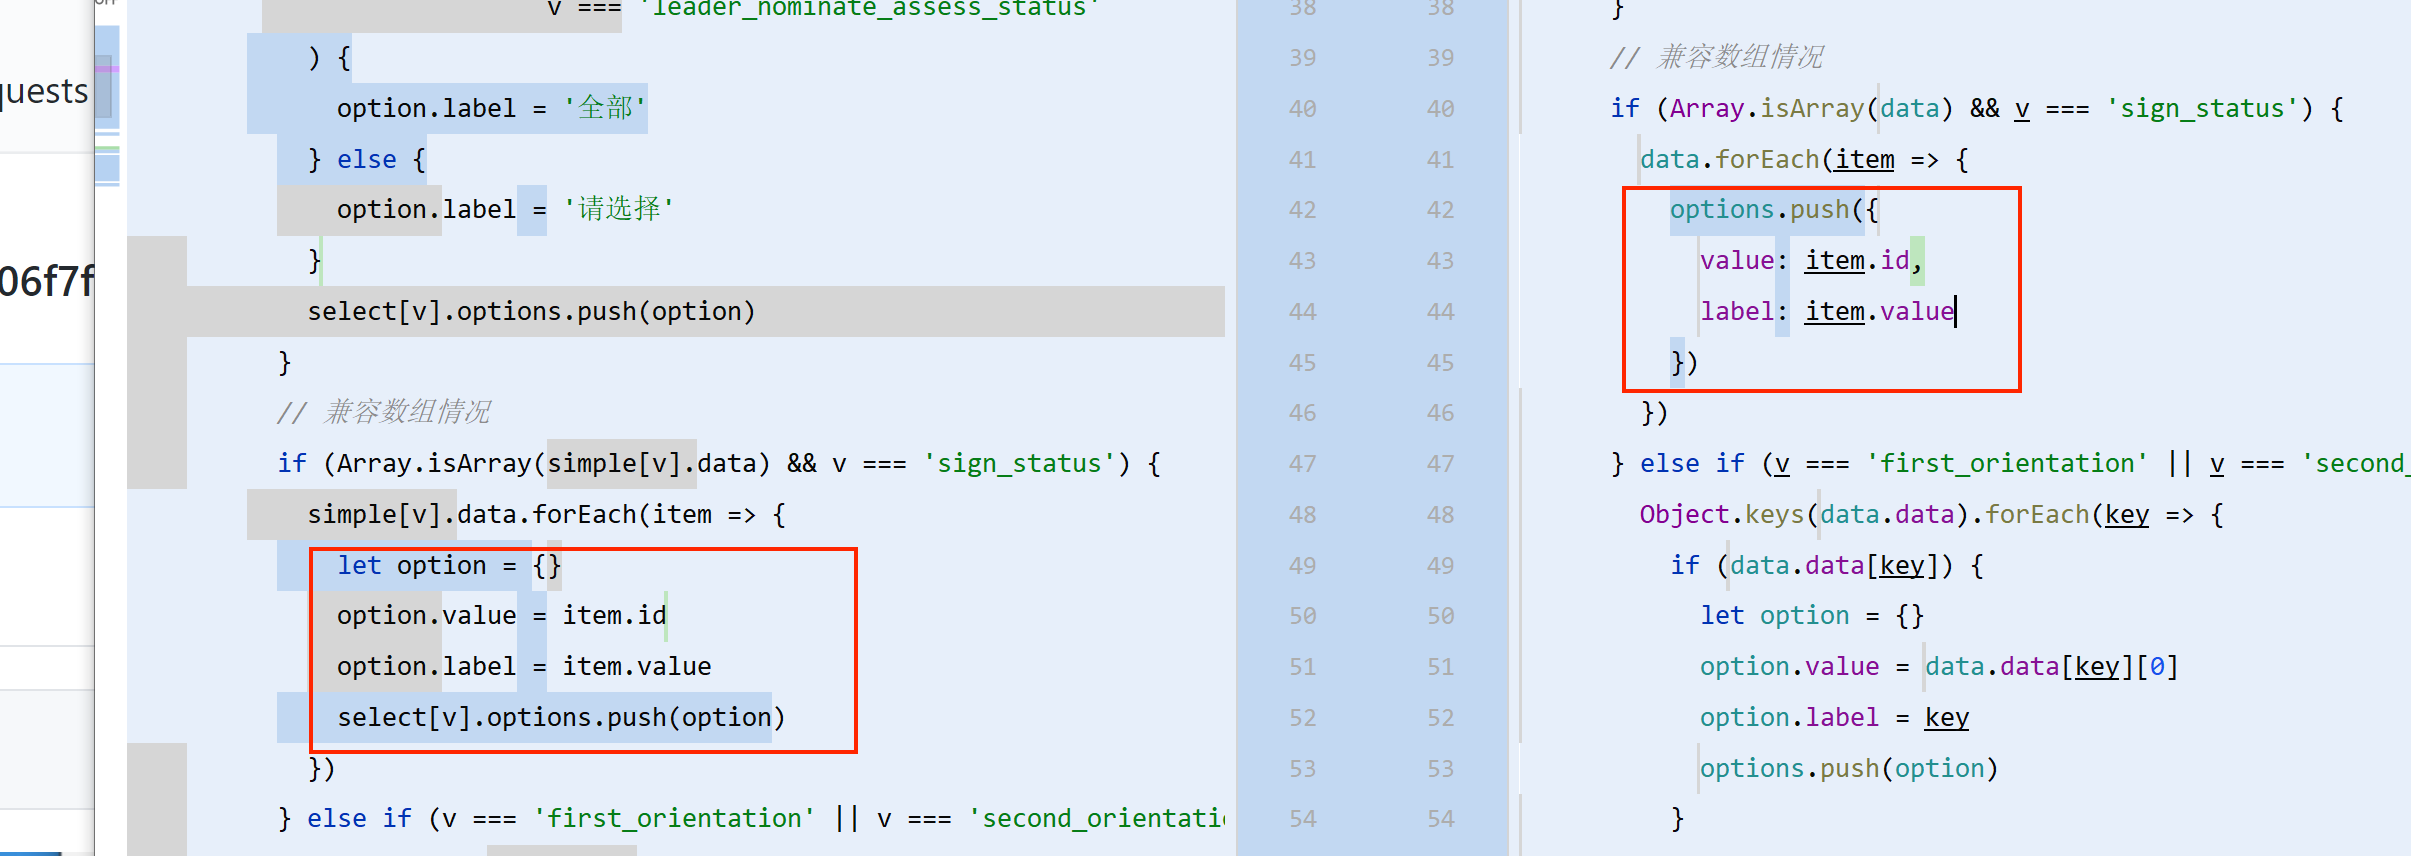 quests
06f7f
v === 'leader_nominate_assess_status'
) {
option.label = '全部'
} else {
option.label = '请选择'
}
select[v].options.push(option)
}
// 兼容数组情况
if (Array.isArray(simple[v].data) && v === 'sign_status') {
simple[v].data.forEach(item => {
let option = {}
option.value = item.id
option.label = item.value
select[v].options.push(option)
})
} else if (v === 'first_orientation' || v === 'second_orientati
38 38
39 39
40 40
41 41
42 42
43 43
44 44
45 45
46 46
47 47
48 48
49 49
50 50
51 51
52 52
53 53
54 54
}
// 兼容数组情况
if (Array.isArray(data) && v === 'sign_status') {
data.forEach(item => {
options.push({
value: item.id,
label: item.value
})
})
} else if (v === 'first_orientation' || v === 'second_
Object.keys(data.data).forEach(key => {
if (data.data[key]) {
let option = {}
option.value = data.data[key][0]
option.label = key
options.push(option)
}